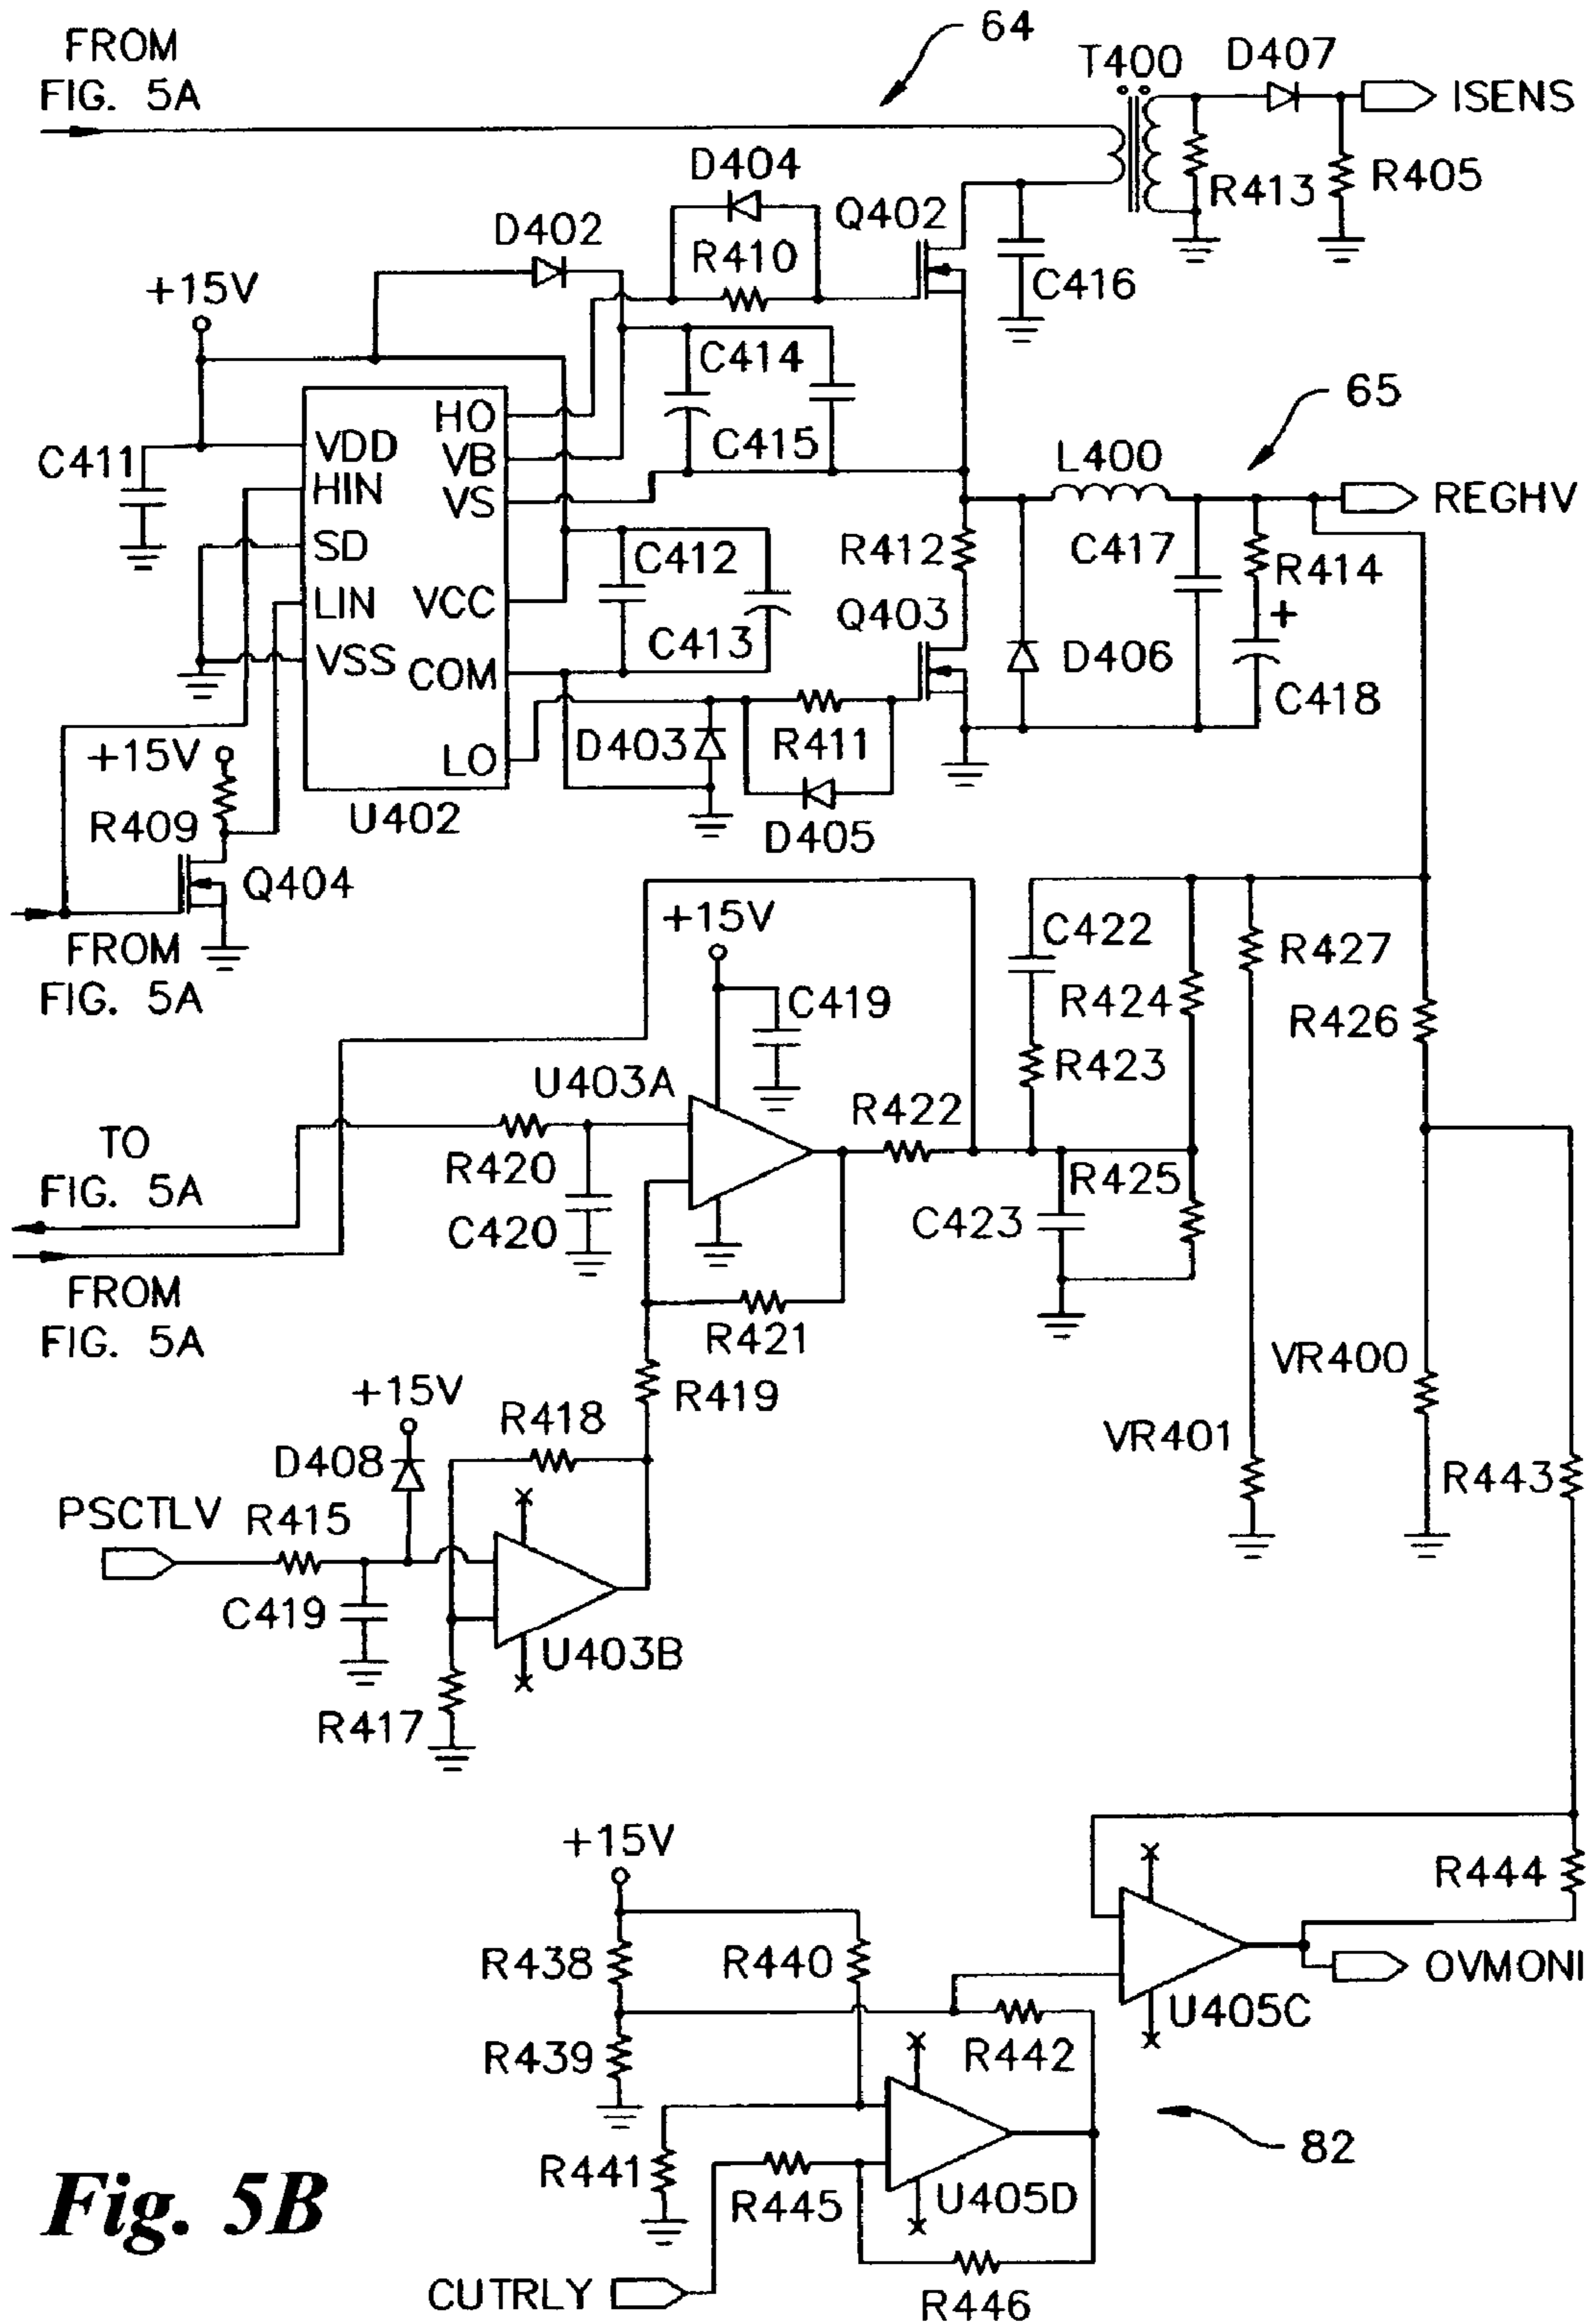 FROM
FIG. 5A
64
T400
D407
ISENS
D404
R413
R405
Q402
D402
R410
C416
+15V
C414
65
HO
C411
VDD
VB
C415
L400
HIN
VS
REGHV
SD
C412
R412
C417
R414
LIN
VCC
+
C413
Q403
VSS
COM
D406
C418
+15V
D403
R411
LO
R409
U402
D405
Q404
+15V
C422
FROM
FIG. 5A
R427
C419
R424
R426
U403A
R423
R422
TO
FIG. 5A
R420
R425
C420
C423
FROM
FIG. 5A
R421
VR400
+15V
R418
R419
D408
VR401
R443
PSCTLV
R415
C419
U403B
R417
+15V
R444
R438
R440
OVMONI
U405C
R439
R442
82
R441
R445
U405D
Fig. 5B
CUTRLY
R446